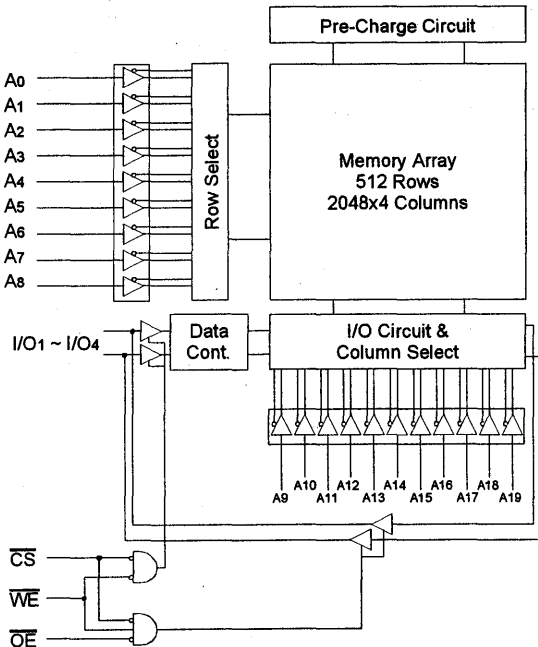 Pre-Charge Circuit
A0
A1
A2
A3
A4
A5
A6
A7
A8
Row Select
Memory Array
512 Rows
2048x4 Columns
I/O1 ~ I/O4
Data
Cont.
I/O Circuit &
Column Select
A10 A12 A14 A16 A18
A9 A11 A13 A15 A17 A19
CS
WE
OE